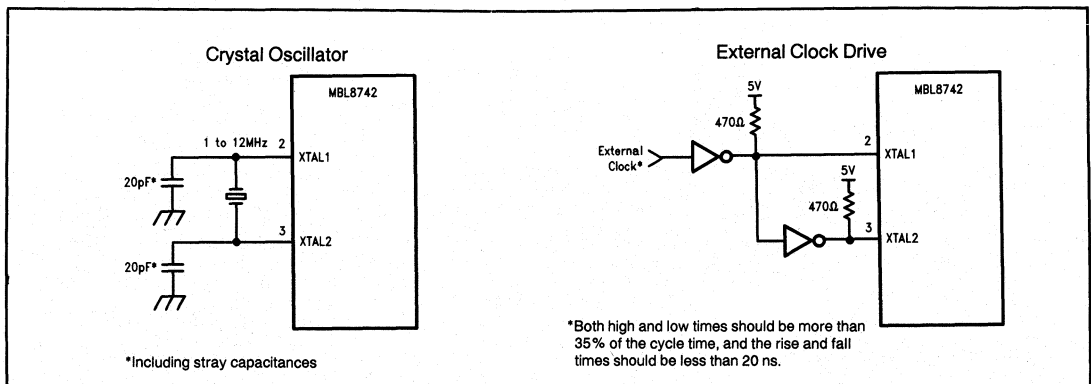 Crystal Oscillator
MBL8742
1 to 12MHz
2
XTAL1
20pF*
3
XTAL2
20pF*
*Including stray capacitances
External Clock Drive
MBL8742
5V
470Ω
External
Clock*
2
XTAL1
5V
470Ω
3
XTAL2
*Both high and low times should be more than
35% of the cycle time, and the rise and fall
times should be less than 20 ns.